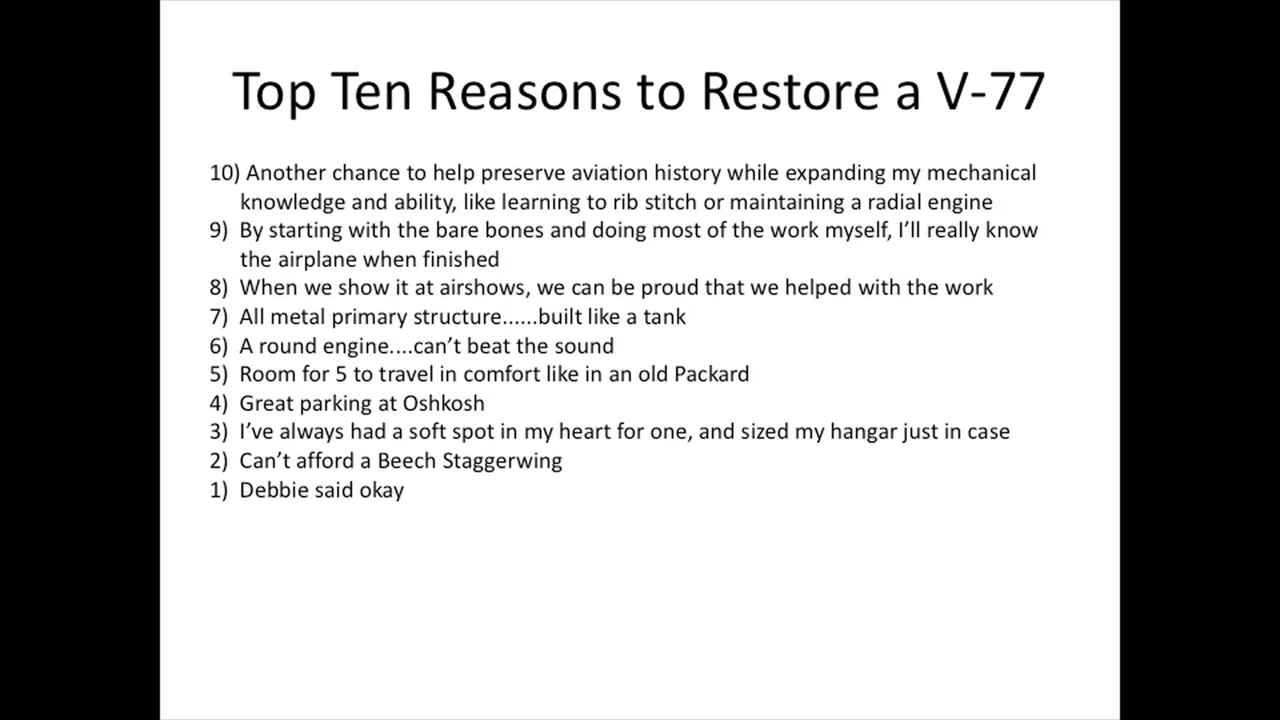 Top Ten Reasons to Restore a V-77
10) Another chance to help preserve aviation history while expanding my mechanical
knowledge and ability, like learning to rib stitch or maintaining a radial engine
9) By starting with the bare bones and doing most of the work myself, I’ll really know
the airplane when finished
8) When we show it at airshows, we can be proud that we helped with the work
7) All metal primary structure......built like a tank
6) A round engine....can’t beat the sound
5) Room for 5 to travel in comfort like in an old Packard
4) Great parking at Oshkosh
3) I’ve always had a soft spot in my heart for one, and sized my hangar just in case
2) Can’t afford a Beech Staggerwing
1) Debbie said okay